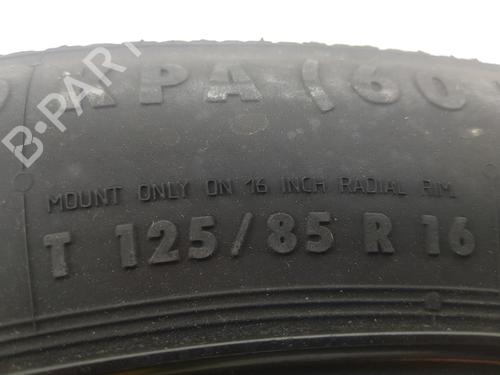 KPA (60
MOUNT ONLY ON 16 INCH RADIAL RIM.
T 125/85 R 16
B-PARTS